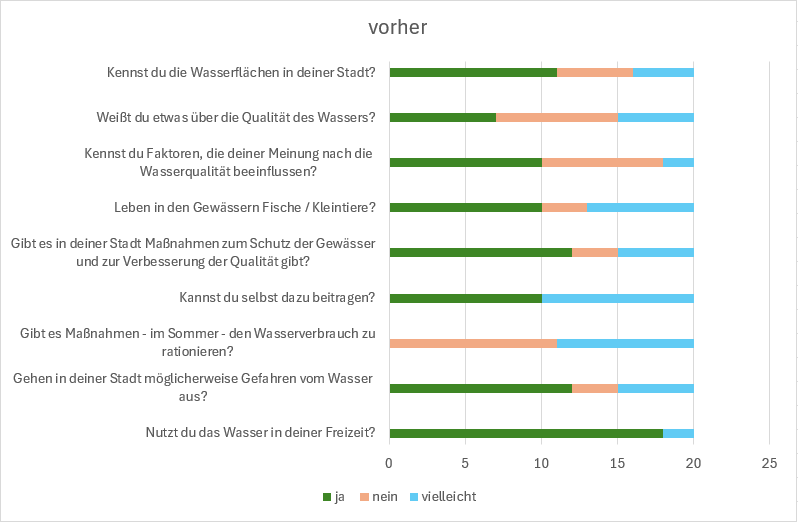 vorher
Kennst du die Wasserflächen in deiner Stadt?
Weißt du etwas über die Qualität des Wassers?
Kennst du Faktoren, die deiner Meinung nach die
Wasserqualität beeinflussen?
Leben in den Gewässern Fische / Kleintiere?
Gibt es in deiner Stadt Maßnahmen zum Schutz der Gewässer
und zur Verbesserung der Qualität gibt?
Kannst du selbst dazu beitragen?
Gibt es Maßnahmen - im Sommer - den Wasserverbrauch zu
rationieren?
Gehen in deiner Stadt möglicherweise Gefahren vom Wasser
aus?
Nutzt du das Wasser in deiner Freizeit?
0 5 10 15 20 25
ja nein vielleicht